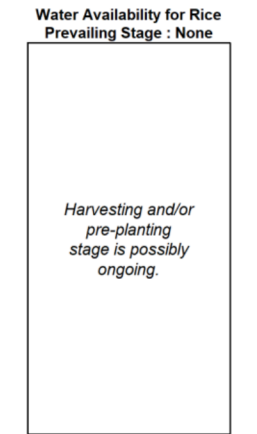 Water Availability for Rice
Prevailing Stage : None
Harvesting and/or
pre-planting
stage is possibly
ongoing.